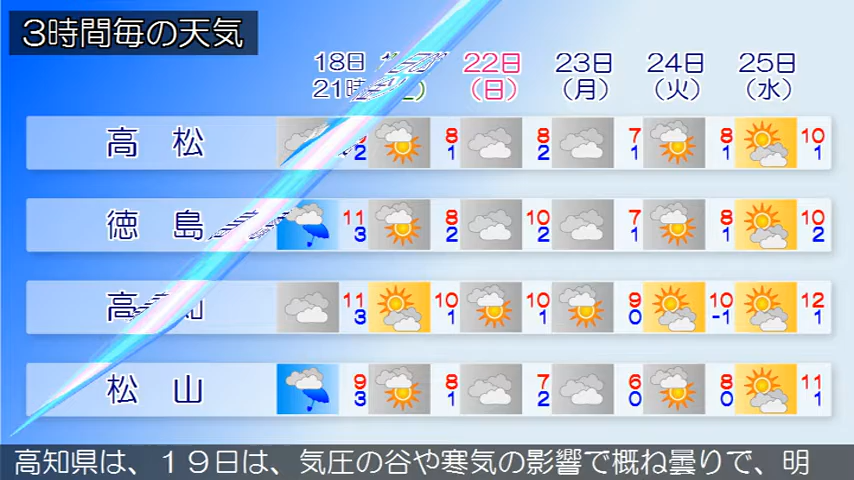 3時間毎の天気
18日 22日 23日 24日 25日
21時 (日) (月) (火) (水)
高松 2 8 1 8 2 7 1 8 1 10 1
徳島 11 3 8 2 10 2 7 1 8 1 10 2
高知 11 3 10 1 10 1 9 0 10 -1 12 1
松山 9 3 8 1 7 2 6 0 8 0 11 1
高知県は、１９日は、気圧の谷や寒気の影響で概ね曇りで、明